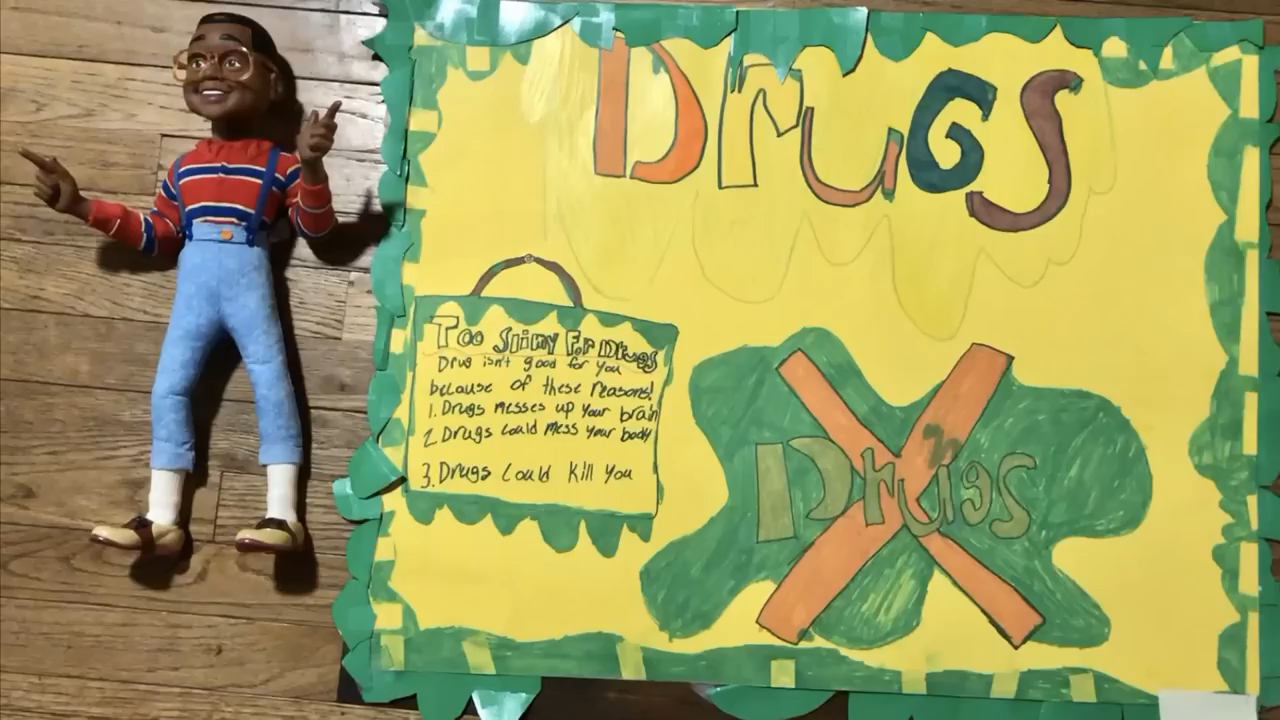 Drugs
Too Slimy For Drugs
Drug isn't good for you
because of these reasons!
1. Drugs messes up your brain
2. Drugs could mess your body
3. Drugs could kill you
Drugs